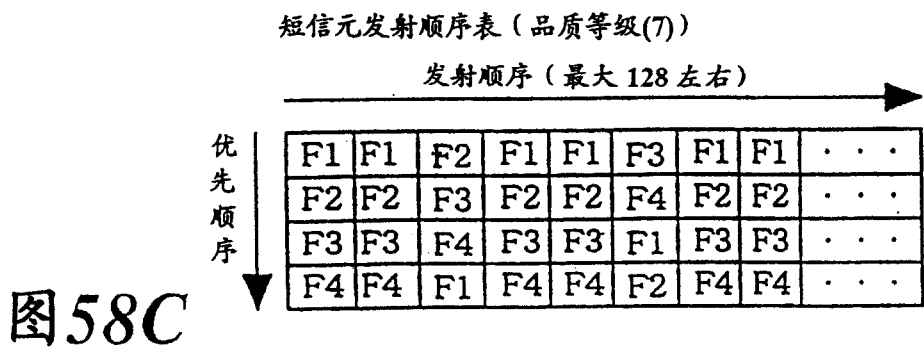 短信元发射顺序表（品质等级(7)）
发射顺序（最大 128 左右）
优先顺序
F1 F1 F2 F1 F1 F3 F1 F1 · · ·
F2 F2 F3 F2 F2 F4 F2 F2 · · ·
F3 F3 F4 F3 F3 F1 F3 F3 · · ·
F4 F4 F1 F4 F4 F2 F4 F4 · · ·
图58C